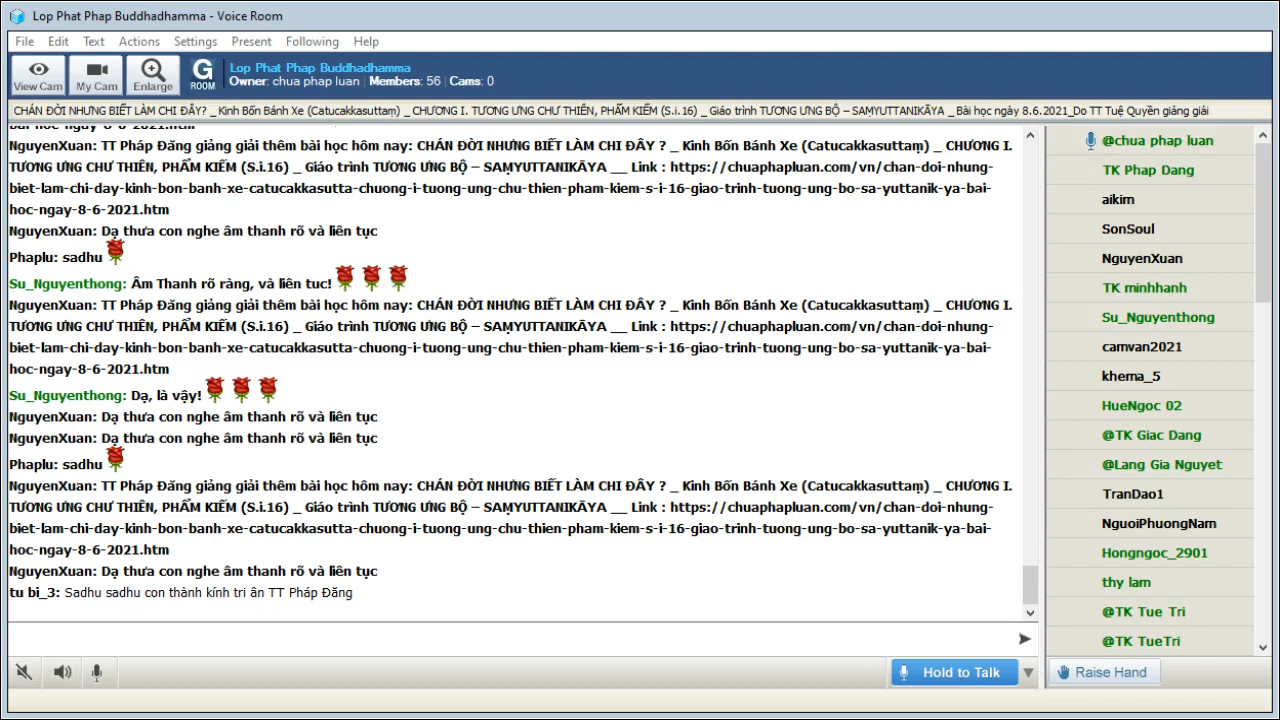 Lop Phat Phap Buddhadhamma - Voice Room
File Edit Text Actions Settings Present Following Help
View Cam My Cam Enlarge G ROOM
Lop Phat Phap Buddhadhamma
Owner: chua phap luan Members: 56 Cams: 0
CHÁN ĐỜI NHƯNG BIẾT LÀM CHI ĐÂY? _ Kinh Bốn Bánh Xe (Catucakkasuttaṃ) _ CHƯƠNG I. TƯƠNG ƯNG CHƯ THIÊN, PHẨM KIẾM (S.i.16) _ Giáo trình TƯƠNG ƯNG BỘ – SAṂYUTTANIKĀYA _ Bài học ngày 8.6.2021_Do TT Tuệ Quyền giảng giải
bai-hoc-ngay-8-6-2021.htm
NguyenXuan: TT Pháp Đăng giảng giải thêm bài học hôm nay: CHÁN ĐỜI NHƯNG BIẾT LÀM CHI ĐÂY ? _ Kinh Bốn Bánh Xe (Catucakkasuttaṃ) _ CHƯƠNG I.
TƯƠNG ƯNG CHƯ THIÊN, PHẨM KIẾM (S.i.16) _ Giáo trình TƯƠNG ƯNG BỘ – SAṂYUTTANIKĀYA __ Link : https://chuaphapluan.com/vn/chan-doi-nhung-
biet-lam-chi-day-kinh-bon-banh-xe-catucakkasutta-chuong-i-tuong-ung-chu-thien-pham-kiem-s-i-16-giao-trinh-tuong-ung-bo-sa-yuttanik-ya-bai-
hoc-ngay-8-6-2021.htm
NguyenXuan: Dạ thưa con nghe âm thanh rõ và liên tục
Phaplu: sadhu
Su_Nguyenthong: Âm Thanh rõ ràng, và liên tuc!
NguyenXuan: TT Pháp Đăng giảng giải thêm bài học hôm nay: CHÁN ĐỜI NHƯNG BIẾT LÀM CHI ĐÂY ? _ Kinh Bốn Bánh Xe (Catucakkasuttaṃ) _ CHƯƠNG I.
TƯƠNG ƯNG CHƯ THIÊN, PHẨM KIẾM (S.i.16) _ Giáo trình TƯƠNG ƯNG BỘ – SAṂYUTTANIKĀYA __ Link : https://chuaphapluan.com/vn/chan-doi-nhung-
biet-lam-chi-day-kinh-bon-banh-xe-catucakkasutta-chuong-i-tuong-ung-chu-thien-pham-kiem-s-i-16-giao-trinh-tuong-ung-bo-sa-yuttanik-ya-bai-
hoc-ngay-8-6-2021.htm
Su_Nguyenthong: Dạ, là vậy!
NguyenXuan: Dạ thưa con nghe âm thanh rõ và liên tục
NguyenXuan: Dạ thưa con nghe âm thanh rõ và liên tục
Phaplu: sadhu
NguyenXuan: TT Pháp Đăng giảng giải thêm bài học hôm nay: CHÁN ĐỜI NHƯNG BIẾT LÀM CHI ĐÂY ? _ Kinh Bốn Bánh Xe (Catucakkasuttaṃ) _ CHƯƠNG I.
TƯƠNG ƯNG CHƯ THIÊN, PHẨM KIẾM (S.i.16) _ Giáo trình TƯƠNG ƯNG BỘ – SAṂYUTTANIKĀYA __ Link : https://chuaphapluan.com/vn/chan-doi-nhung-
biet-lam-chi-day-kinh-bon-banh-xe-catucakkasutta-chuong-i-tuong-ung-chu-thien-pham-kiem-s-i-16-giao-trinh-tuong-ung-bo-sa-yuttanik-ya-bai-
hoc-ngay-8-6-2021.htm
NguyenXuan: Dạ thưa con nghe âm thanh rõ và liên tục
tu bi_3: Sadhu sadhu con thành kính tri ân TT Pháp Đăng
@chua phap luan
TK Phap Dang
aikim
SonSoul
NguyenXuan
TK minhhanh
Su_Nguyenthong
camvan2021
khema_5
HueNgoc 02
@TK Giac Dang
@Lang Gia Nguyet
TranDao1
NguoiPhuongNam
Hongngoc_2901
thy lam
@TK Tue Tri
@TK TueTri
Hold to Talk
Raise Hand